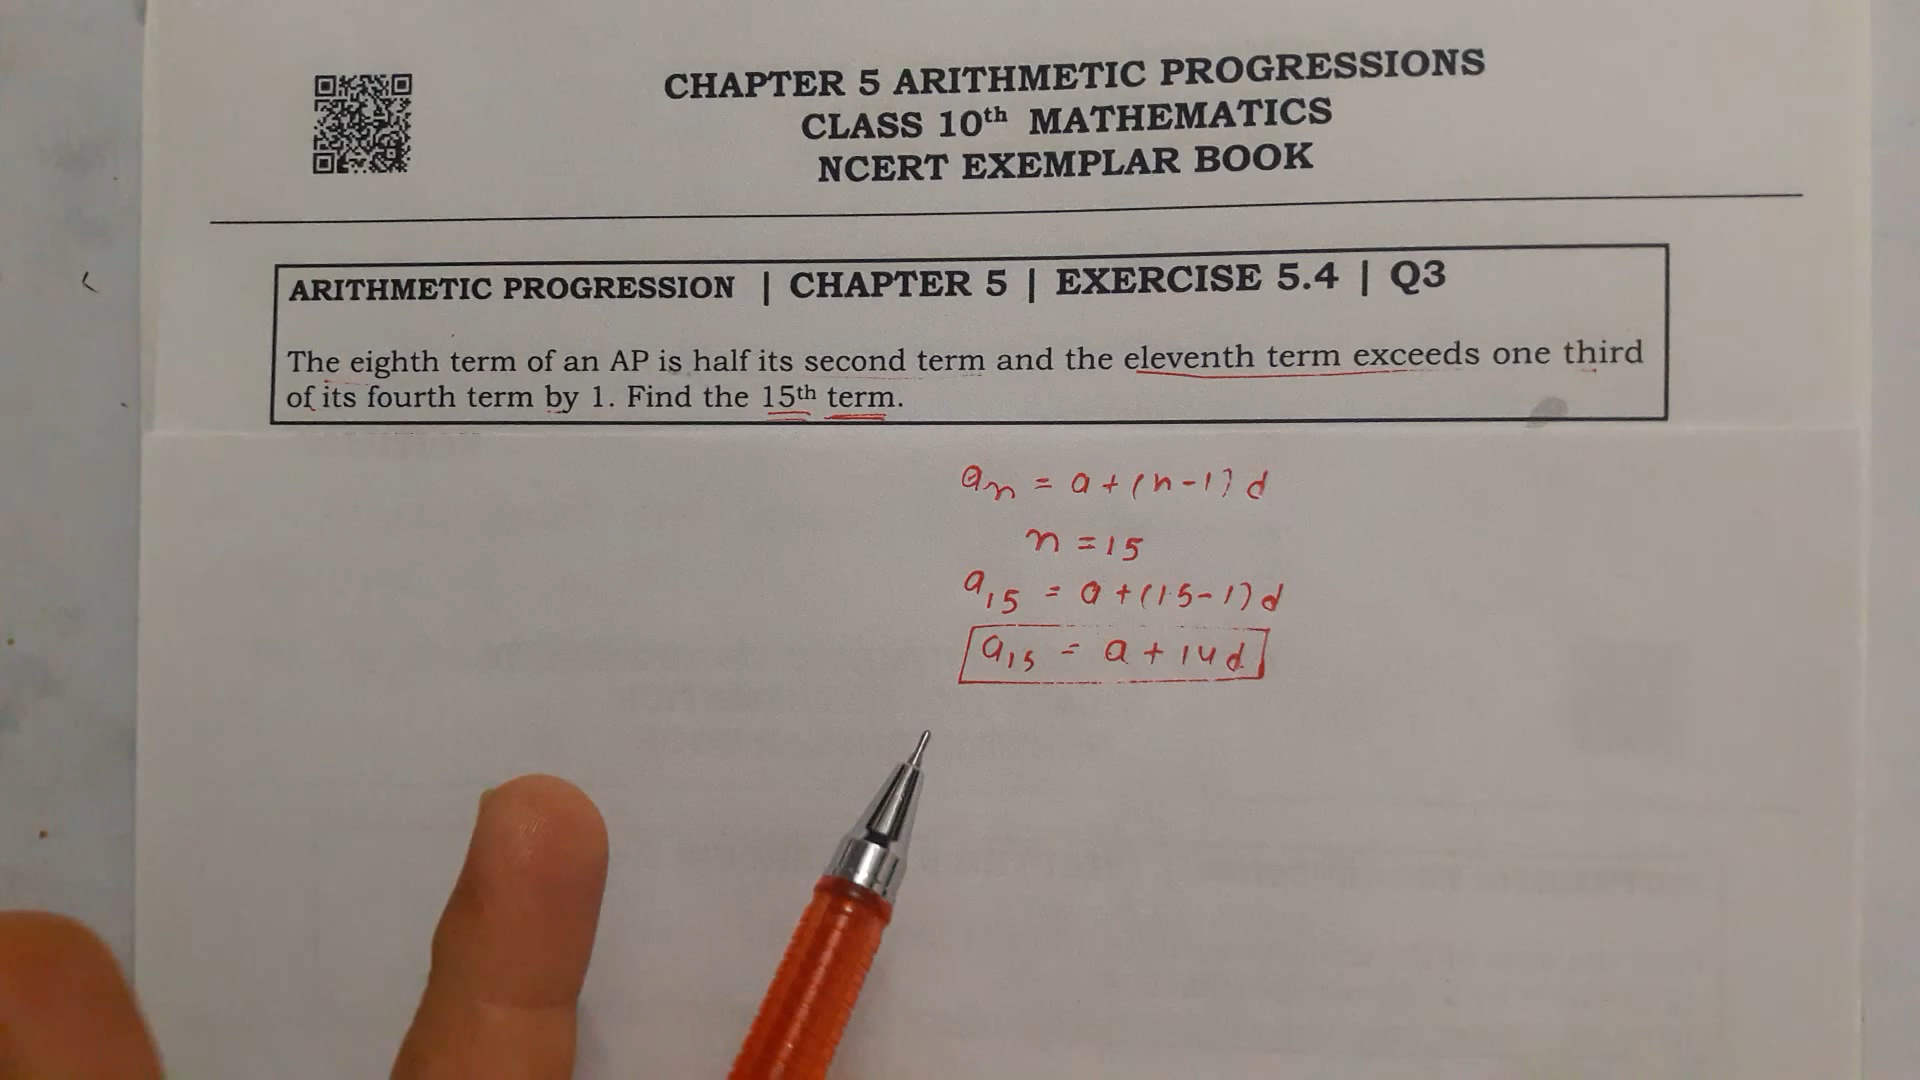 CHAPTER 5 ARITHMETIC PROGRESSIONS
CLASS 10th MATHEMATICS
NCERT EXEMPLAR BOOK
ARITHMETIC PROGRESSION | CHAPTER 5 | EXERCISE 5.4 | Q3
The eighth term of an AP is half its second term and the eleventh term exceeds one third
of its fourth term by 1. Find the 15th term.
an = a + (n-1) d
n = 15
a15 = a + (15-1) d
a15 = a + 14d